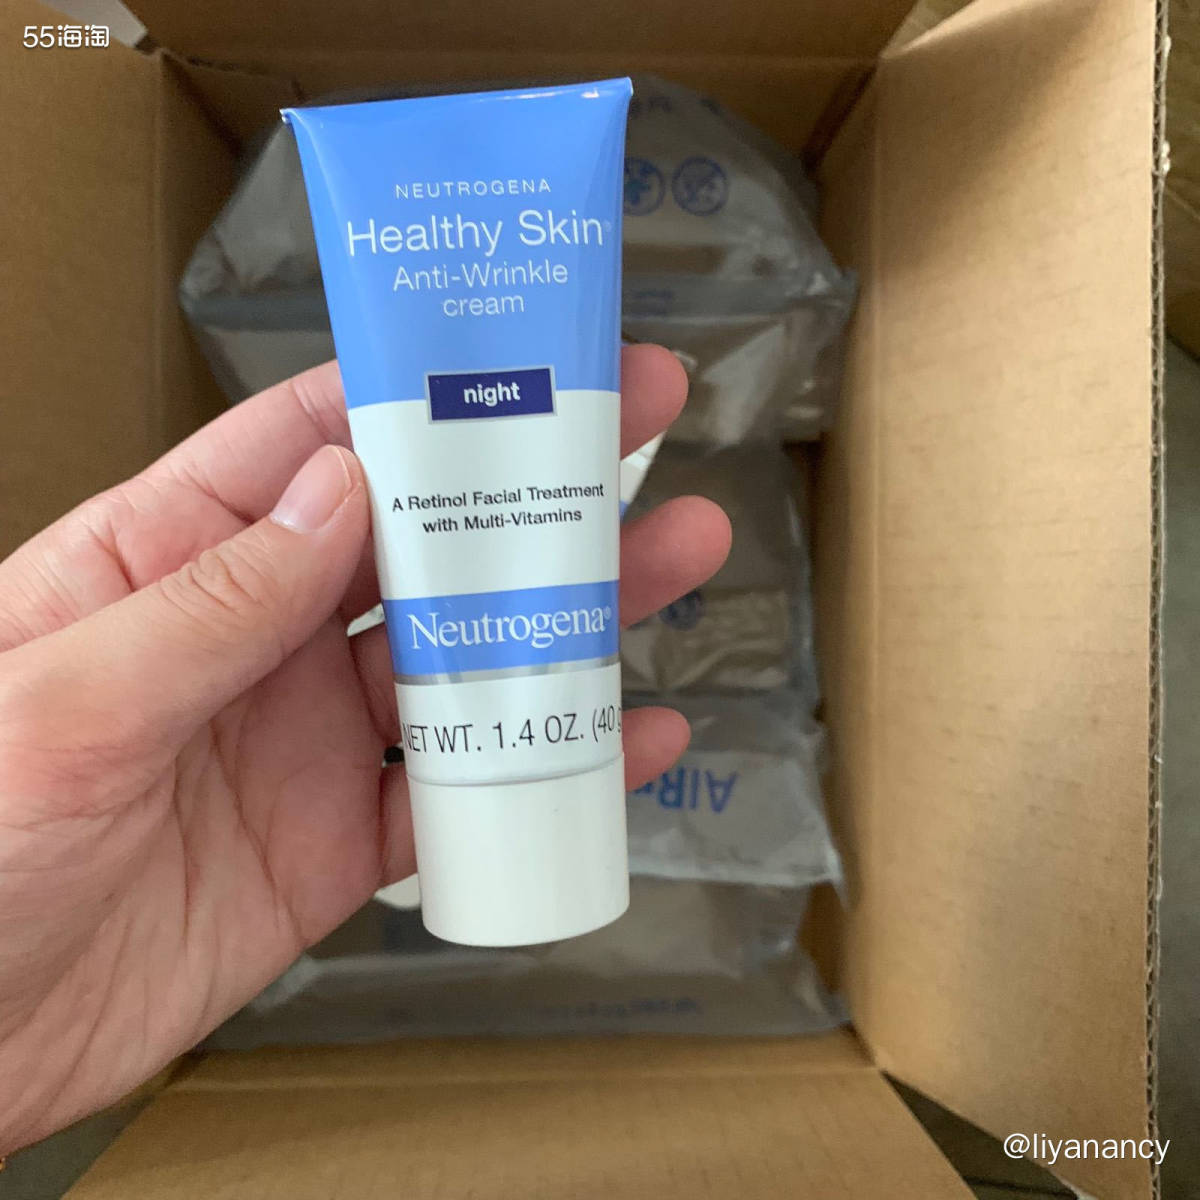 55海淘
NEUTROGENA
Healthy Skin®
Anti-Wrinkle
cream
night
A Retinol Facial Treatment
with Multi-Vitamins
Neutrogena®
NET WT. 1.4 OZ. (40 g
@liyanancy